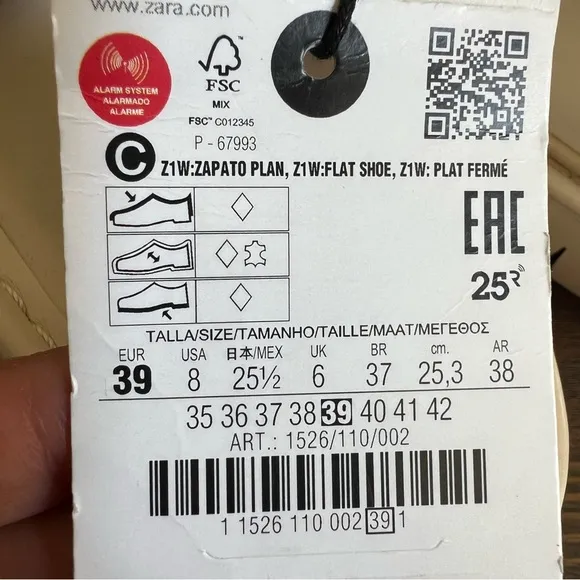 www.zara.com
ALARM SYSTEM
ALARMADO
ALARME
FSC
MIX
FSC™ C012345
P - 67993
C Z1W:ZAPATO PLAN, Z1W:FLAT SHOE, Z1W: PLAT FERMÉ
EAC
25R
TALLA/SIZE/TAMANHO/TAILLE/MAAT/ΜΕΓΕΘΟΣ
EUR USA 日本/MEX UK BR cm. AR
39 8 25½ 6 37 25,3 38
35 36 37 38 39 40 41 42
ART.: 1526/110/002
1 1526 110 002 39 1